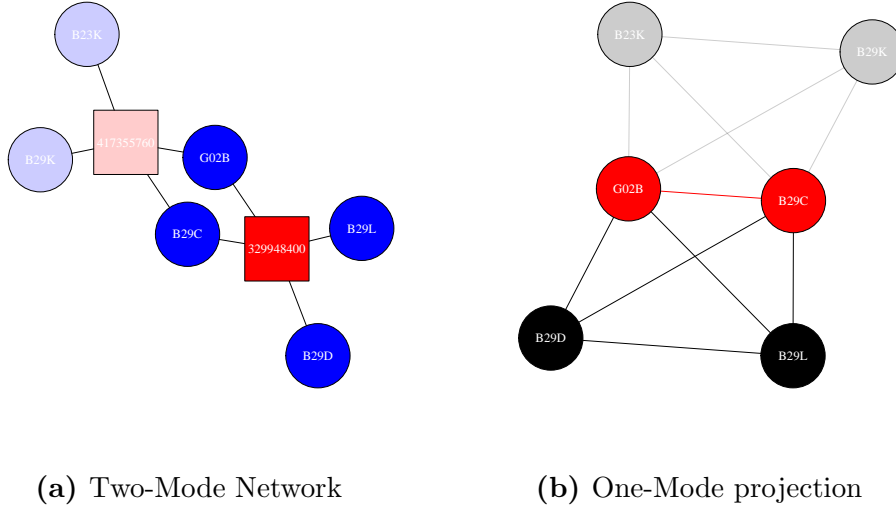 B23K
417355760
B29K
G02B
B29C
B29L
329948400
B29D
(a) Two-Mode Network
B23K
B29K
G02B
B29C
B29D
B29L
(b) One-Mode projection